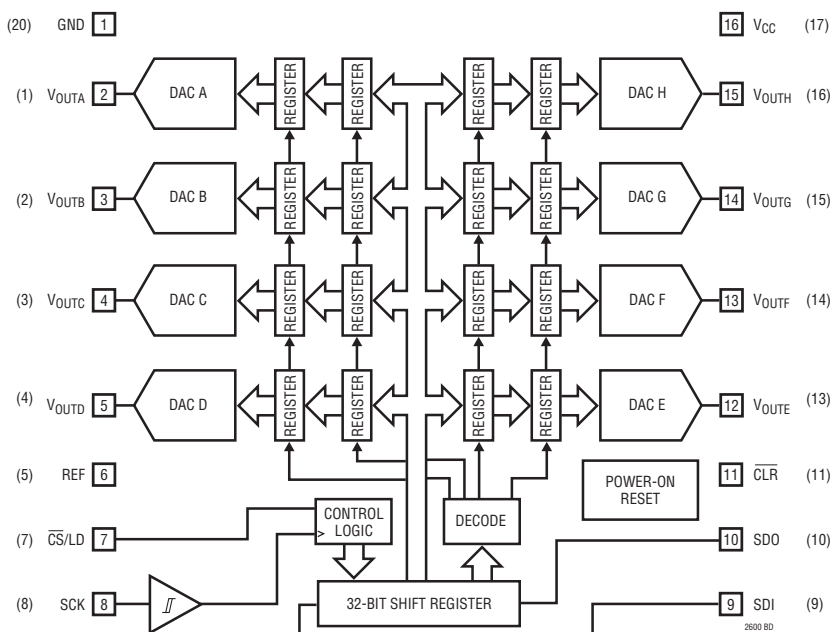 (20) GND 1 16 VCC (17)
(1) VOUTA 2 DAC A REGISTER REGISTER REGISTER REGISTER DAC H 15 VOUTH (16)
(2) VOUTB 3 DAC B REGISTER REGISTER REGISTER REGISTER DAC G 14 VOUTG (15)
(3) VOUTC 4 DAC C REGISTER REGISTER REGISTER REGISTER DAC F 13 VOUTF (14)
(4) VOUTD 5 DAC D REGISTER REGISTER REGISTER REGISTER DAC E 12 VOUTE (13)
(5) REF 6 POWER-ON 11 CLR (11)
RESET
(7) CS/LD 7 CONTROL DECODE 10 SDO (10)
LOGIC
>
(8) SCK 8 32-BIT SHIFT REGISTER 9 SDI (9)
2600 BD